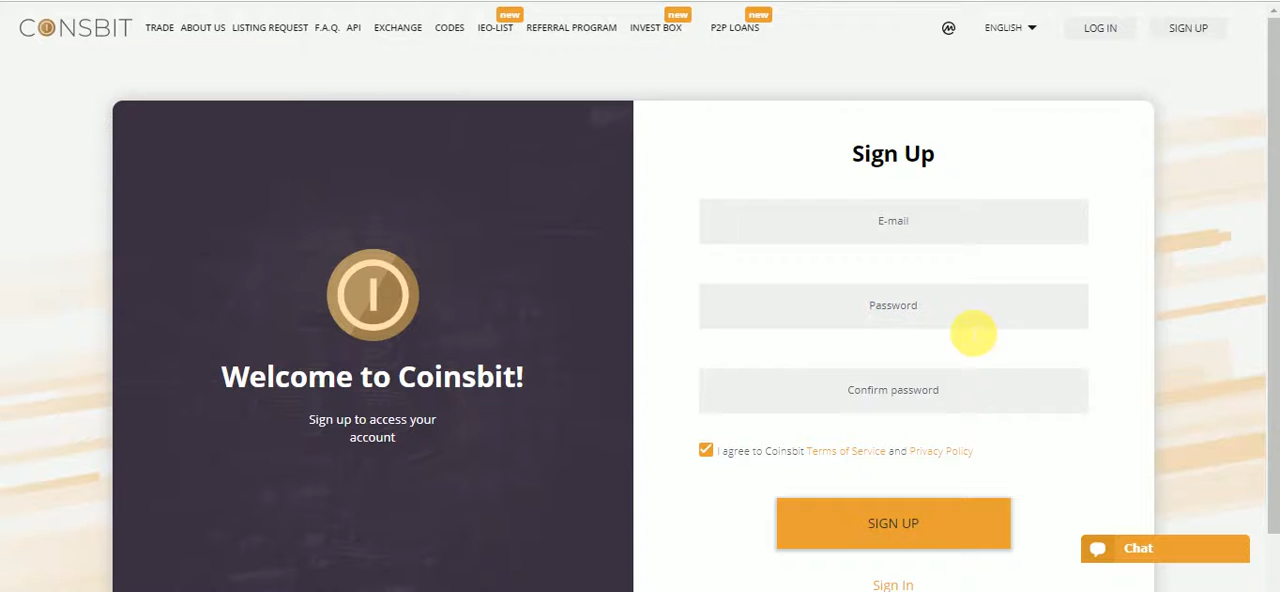 CONSBIT TRADE ABOUT US LISTING REQUEST F.A.Q. API EXCHANGE CODES IEO-LIST new REFERRAL PROGRAM INVEST BOX new P2P LOANS new ENGLISH LOG IN SIGN UP
Welcome to Coinsbit!
Sign up to access your
account
Sign Up
E-mail
Password
Confirm password
I agree to Coinsbit Terms of Service and Privacy Policy
SIGN UP
Sign In
Chat